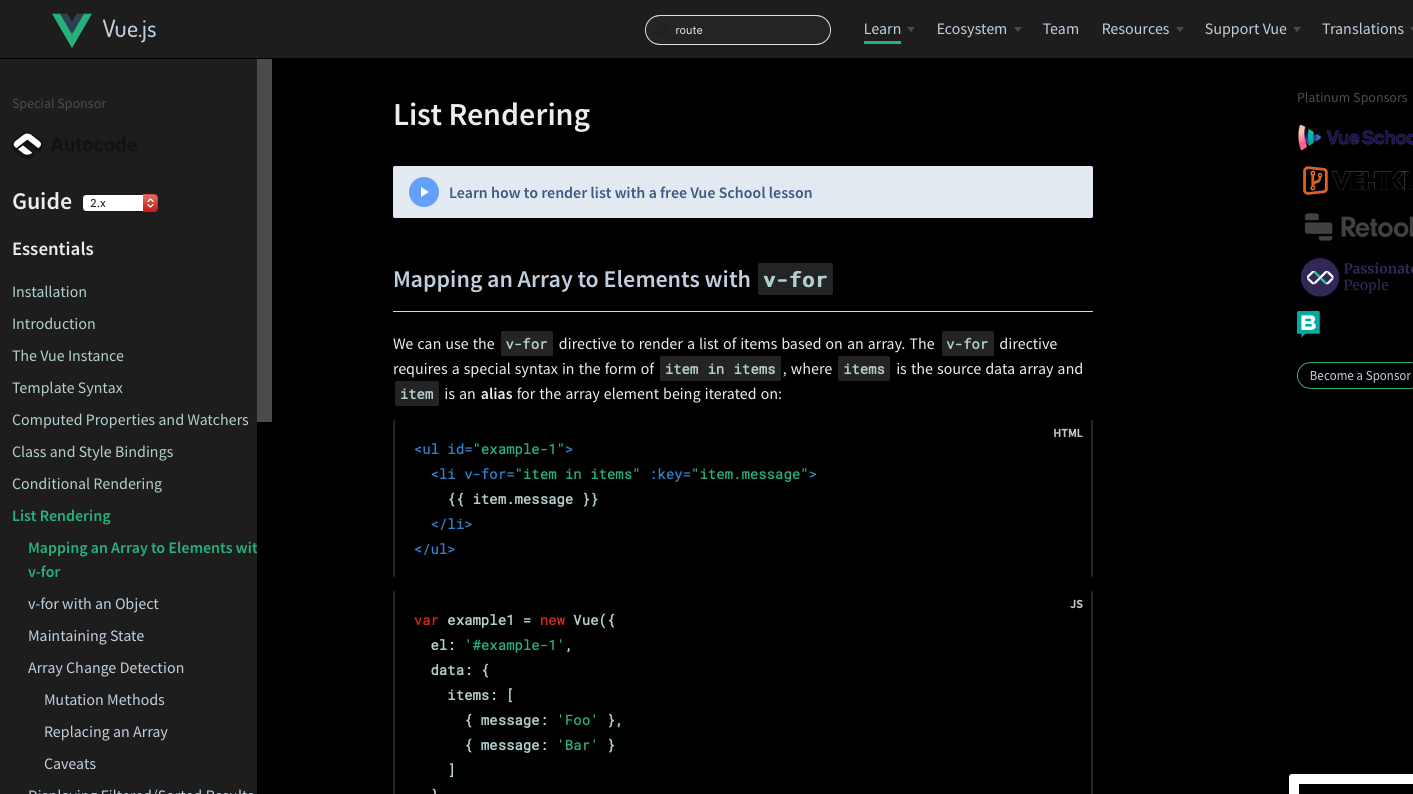 Vue.js
route
Learn
Ecosystem
Team
Resources
Support Vue
Translations
Special Sponsor
Autocode
Guide 2.x
Essentials
Installation
Introduction
The Vue Instance
Template Syntax
Computed Properties and Watchers
Class and Style Bindings
Conditional Rendering
List Rendering
Mapping an Array to Elements wit
v-for
v-for with an Object
Maintaining State
Array Change Detection
Mutation Methods
Replacing an Array
Caveats
Displaying Filtered/Sorted Results
List Rendering
Learn how to render list with a free Vue School lesson
Mapping an Array to Elements with v-for
We can use the v-for directive to render a list of items based on an array. The v-for directive
requires a special syntax in the form of item in items, where items is the source data array and
item is an alias for the array element being iterated on:
HTML
<ul id="example-1">
  <li v-for="item in items" :key="item.message">
    {{ item.message }}
  </li>
</ul>
JS
var example1 = new Vue({
  el: '#example-1',
  data: {
    items: [
      { message: 'Foo' },
      { message: 'Bar' }
    ]
  }
Platinum Sponsors
Vue School
VEHIKL
Retool
Passionate
People
B
Become a Sponsor